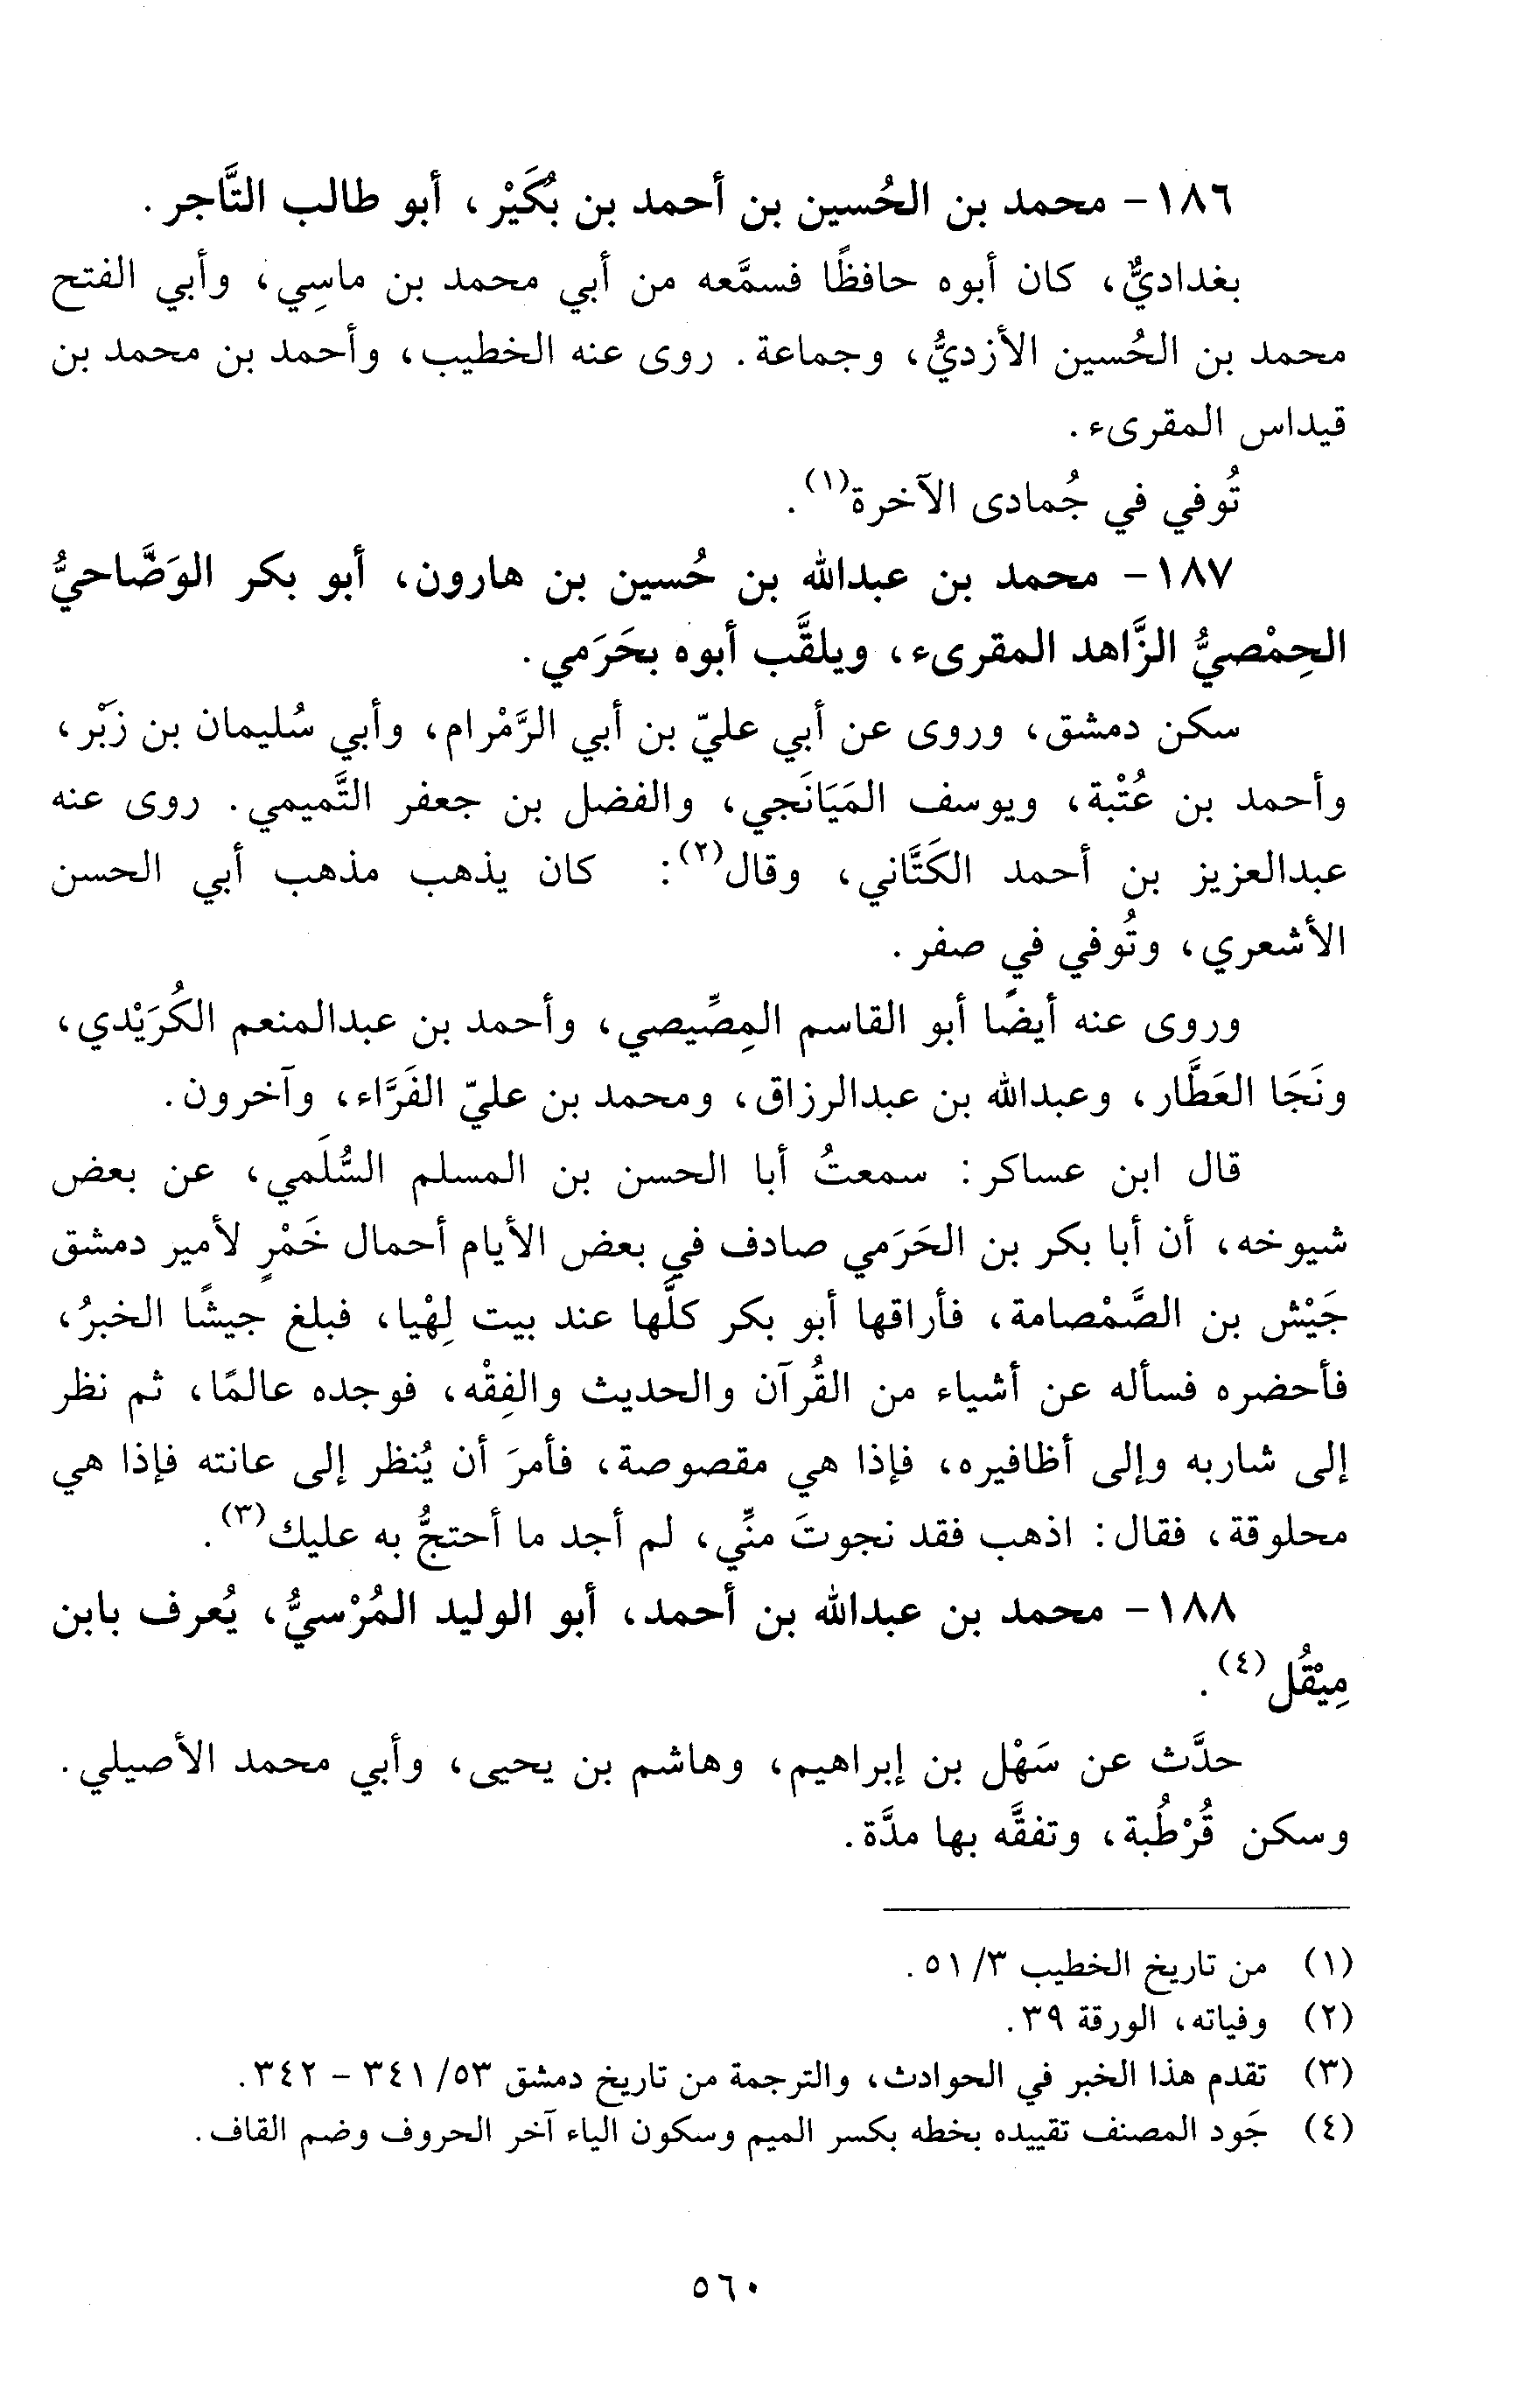 ١٨٦- محمد بن الحُسين بن أحمد بن بُكَيْر، أبو طالب التَّاجر.
بغداديٌّ، كان أبوه حافظًا فسمَّعه من أبي محمد بن ماسِي، وأبي الفتح
محمد بن الحُسين الأزديُّ، وجماعة. روى عنه الخطيب، وأحمد بن محمد بن
قيداس المقرىء.
تُوفي في جُمادى الآخرة(١).
١٨٧- محمد بن عبدالله بن حُسين بن هارون، أبو بكر الوَضَّاحيُّ
الحِمْصيُّ الزَّاهد المقرىء، ويلقَّب أبوه بحَرَمي.
سكن دمشق، وروى عن أبي عليّ بن أبي الرَّمْرام، وأبي سُليمان بن زَبْر،
وأحمد بن عُتْبة، ويوسف المَيَانَجي، والفضل بن جعفر التَّميمي. روى عنه
عبدالعزيز بن أحمد الكَتَّاني، وقال(٢): كان يذهب مذهب أبي الحسن
الأشعري، وتُوفي في صفر.
وروى عنه أيضًا أبو القاسم المِصِّيصي، وأحمد بن عبدالمنعم الكُرَيْدي،
ونَجَا العَطَّار، وعبدالله بن عبدالرزاق، ومحمد بن عليّ الفَرَّاء، وآخرون.
قال ابن عساكر: سمعتُ أبا الحسن بن المسلم السُّلَمي، عن بعض
شيوخه، أن أبا بكر بن الحَرَمي صادف في بعض الأيام أحمال خَمْرٍ لأمير دمشق
جَيْش بن الصَّمْصامة، فأراقها أبو بكر كلَّها عند بيت لِهْيا، فبلغ جيشًا الخبرُ،
فأحضره فسأله عن أشياء من القُرآن والحديث والفِقْه، فوجده عالمًا، ثم نظر
إلى شاربه وإلى أظافيره، فإذا هي مقصوصة، فأمرَ أن يُنظر إلى عانته فإذا هي
محلوقة، فقال: اذهب فقد نجوتَ منِّي، لم أجد ما أحتجُّ به عليك(٣).
١٨٨- محمد بن عبدالله بن أحمد، أبو الوليد المُرْسيُّ، يُعرف بابن
مِيْقُل(٤).
حدَّث عن سَهْل بن إبراهيم، وهاشم بن يحيى، وأبي محمد الأصيلي.
وسكن قُرْطُبة، وتفقَّه بها مدَّة.
(١) من تاريخ الخطيب ٣/ ٥١.
(٢) وفياته، الورقة ٣٩.
(٣) تقدم هذا الخبر في الحوادث، والترجمة من تاريخ دمشق ٥٣/ ٣٤١ - ٣٤٢.
(٤) جَود المصنف تقييده بخطه بكسر الميم وسكون الياء آخر الحروف وضم القاف.
٥٦٠